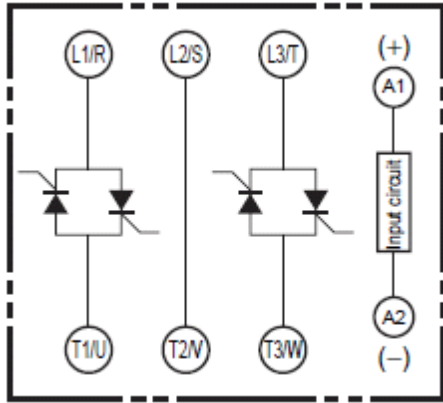 L1/R L2/S L3/T (+)
A1
Input circuit
A2
T1/U T2/V T3/W (−)